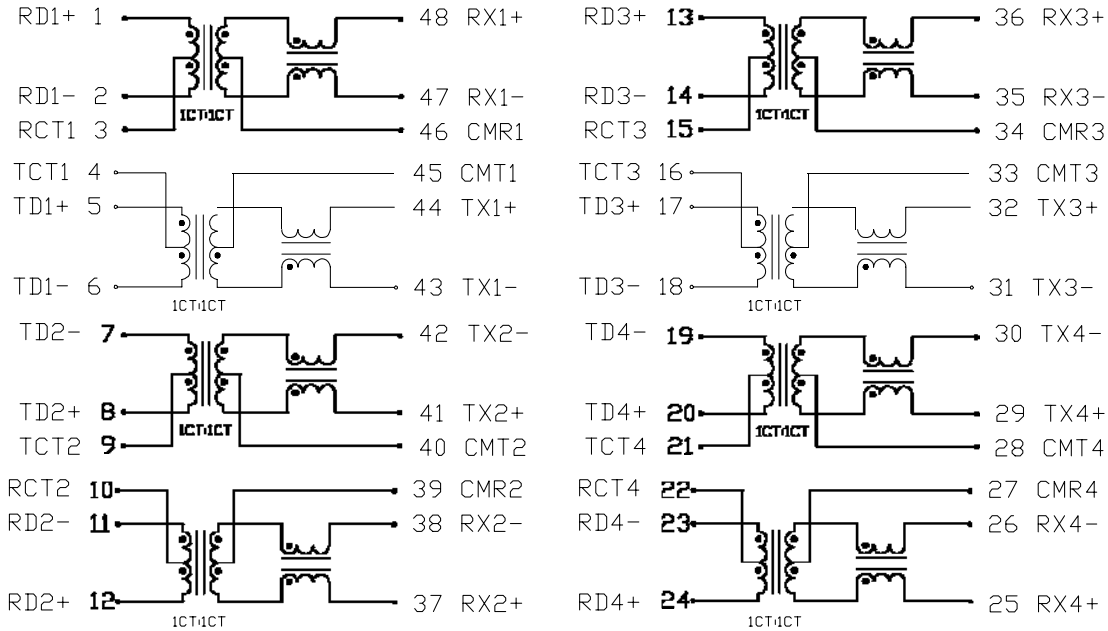 RD1+ 1 48 RX1+
RD1- 2 47 RX1-
1CT:1CT
RCT1 3 46 CMR1
TCT1 4 45 CMT1
TD1+ 5 44 TX1+
TD1- 6 43 TX1-
1CT:1CT
TD2- 7 42 TX2-
TD2+ 8 41 TX2+
1CT:1CT
TCT2 9 40 CMT2
RCT2 10 39 CMR2
RD2- 11 38 RX2-
RD2+ 12 37 RX2+
1CT:1CT
RD3+ 13 36 RX3+
RD3- 14 35 RX3-
1CT:1CT
RCT3 15 34 CMR3
TCT3 16 33 CMT3
TD3+ 17 32 TX3+
TD3- 18 31 TX3-
1CT:1CT
TD4- 19 30 TX4-
TD4+ 20 29 TX4+
1CT:1CT
TCT4 21 28 CMT4
RCT4 22 27 CMR4
RD4- 23 26 RX4-
RD4+ 24 25 RX4+
1CT:1CT